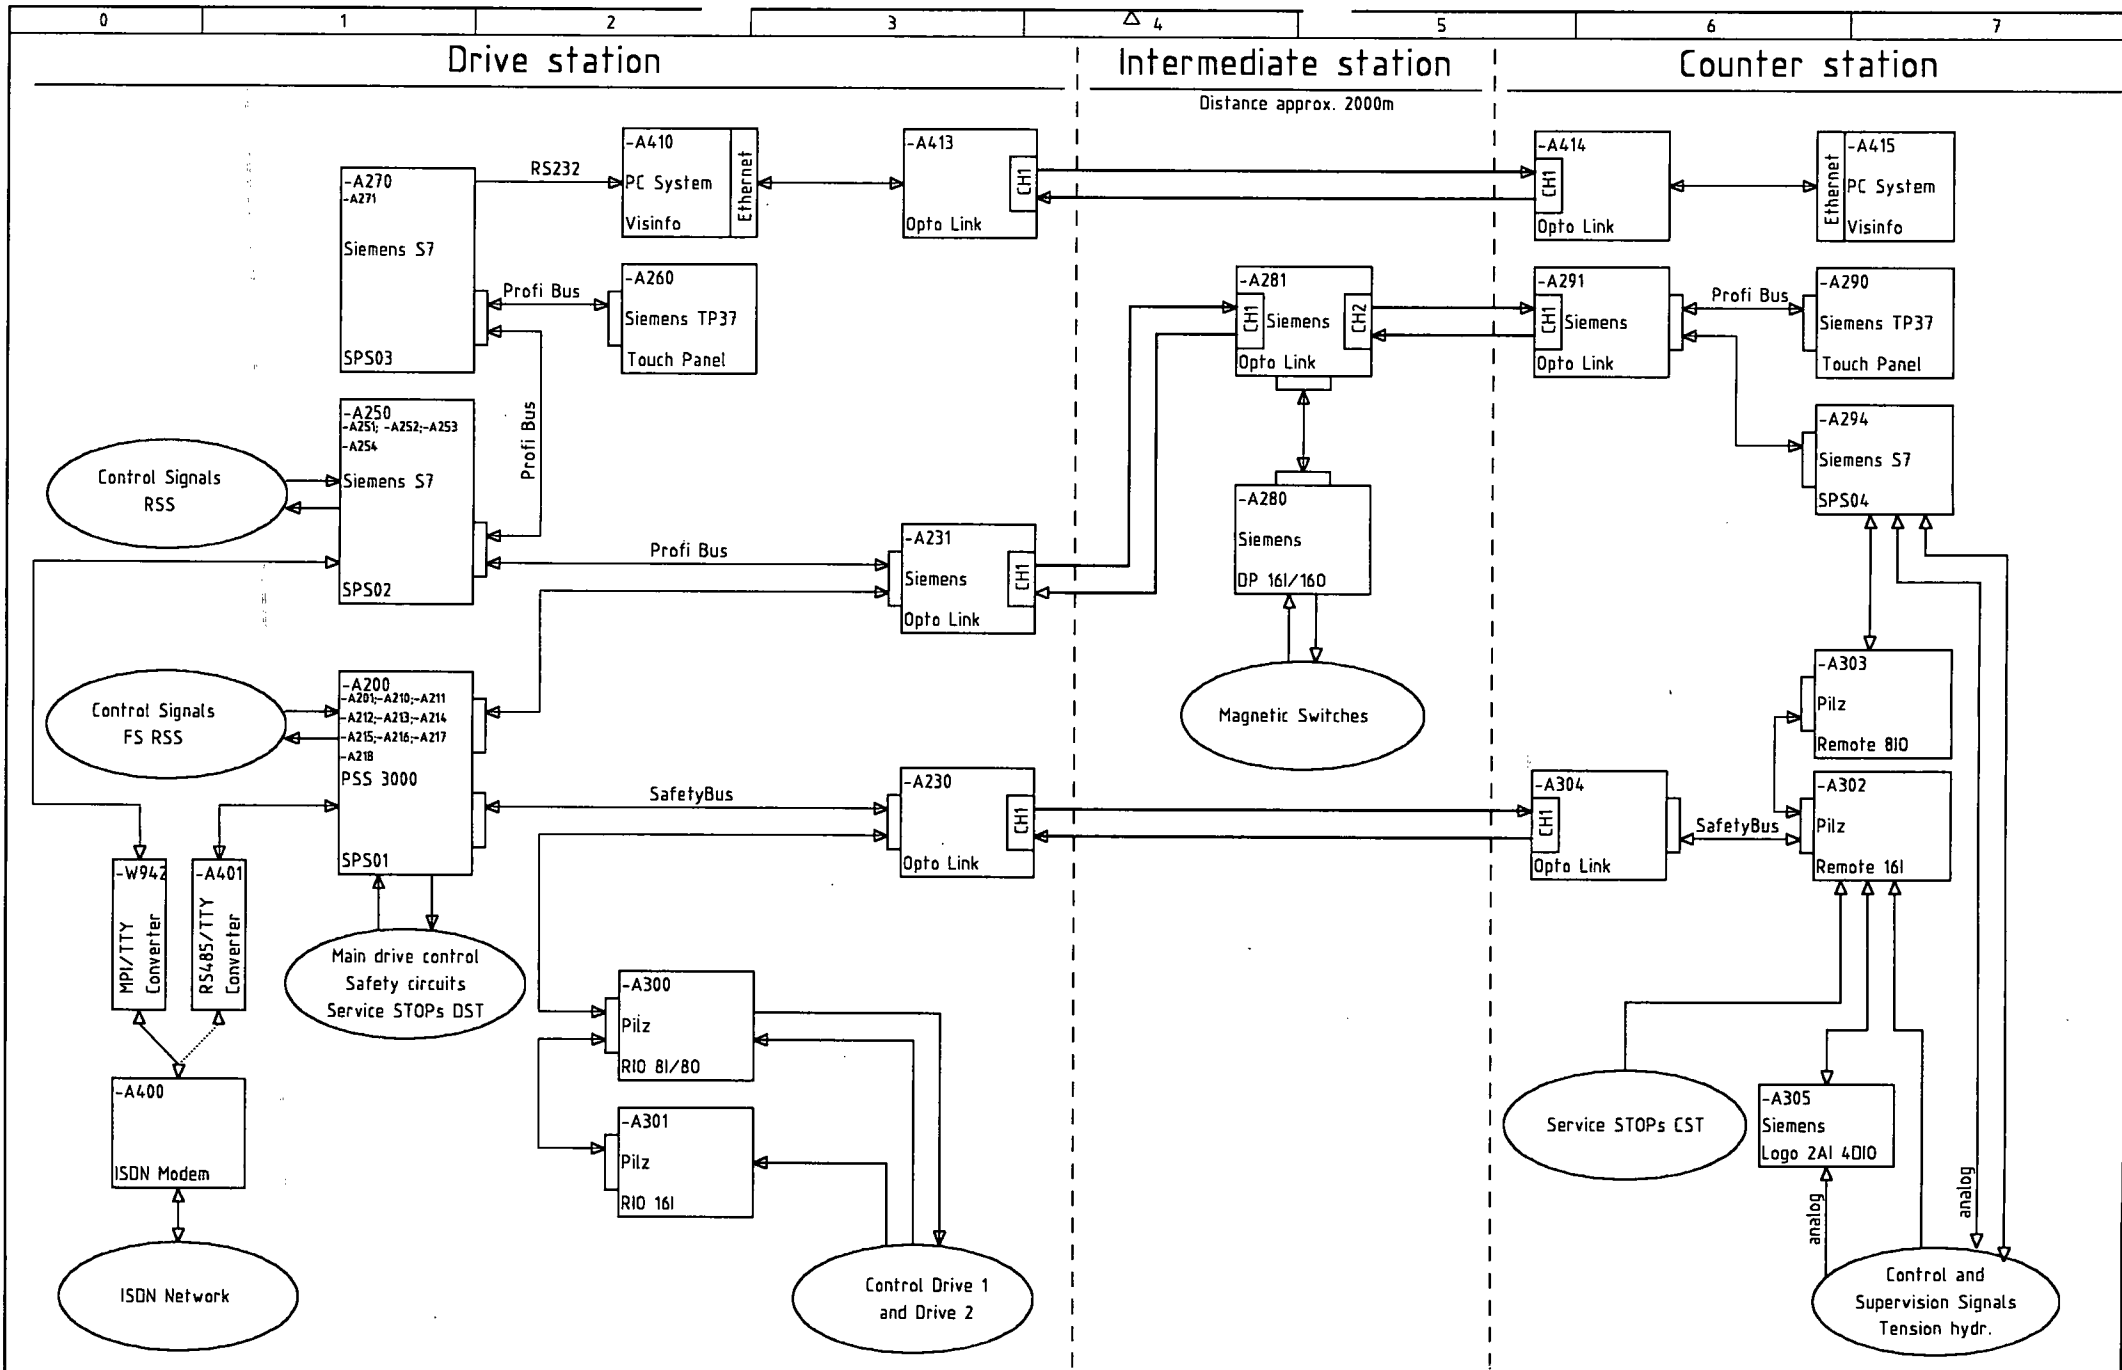 0 1 2 3 4 5 6 7
Drive station
Intermediate station
Counter station
Distance approx. 2000m
-A270
-A271
Siemens S7
SPS03
RS232
-A410
PC System
Visinfo
Ethernet
-A413
CH1
Opto Link
-A414
CH1
Opto Link
Ethernet
-A415
PC System
Visinfo
Profi Bus
-A260
Siemens TP37
Touch Panel
Profi Bus
-A281
CH1
Siemens
CH2
Opto Link
-A291
CH1
Siemens
Opto Link
Profi Bus
-A290
Siemens TP37
Touch Panel
-A250
-A251; -A252;-A253
-A254
Siemens S7
SPS02
Control Signals
RSS
Profi Bus
-A231
Siemens
CH1
Opto Link
-A280
Siemens
DP 16I/16O
Magnetic Switches
-A294
Siemens S7
SPS04
-A303
Pilz
Remote 8IO
Control Signals
FS RSS
-A200
-A201;-A210;-A211
-A212;-A213;-A214
-A215;-A216;-A217
-A218
PSS 3000
SPS01
SafetyBus
-A230
CH1
Opto Link
-A304
CH1
Opto Link
SafetyBus
-A302
Pilz
Remote 16I
-W942
MPI/TTY
Converter
-A401
RS485/TTY
Converter
Main drive control
Safety circuits
Service STOPs DST
-A300
Pilz
RIO 8I/8O
-A301
Pilz
RIO 16I
-A400
ISDN Modem
ISDN Network
Control Drive 1
and Drive 2
Service STOPs CST
-A305
Siemens
Logo 2AI 4DIO
analog
analog
Control and
Supervision Signals
Tension hydr.